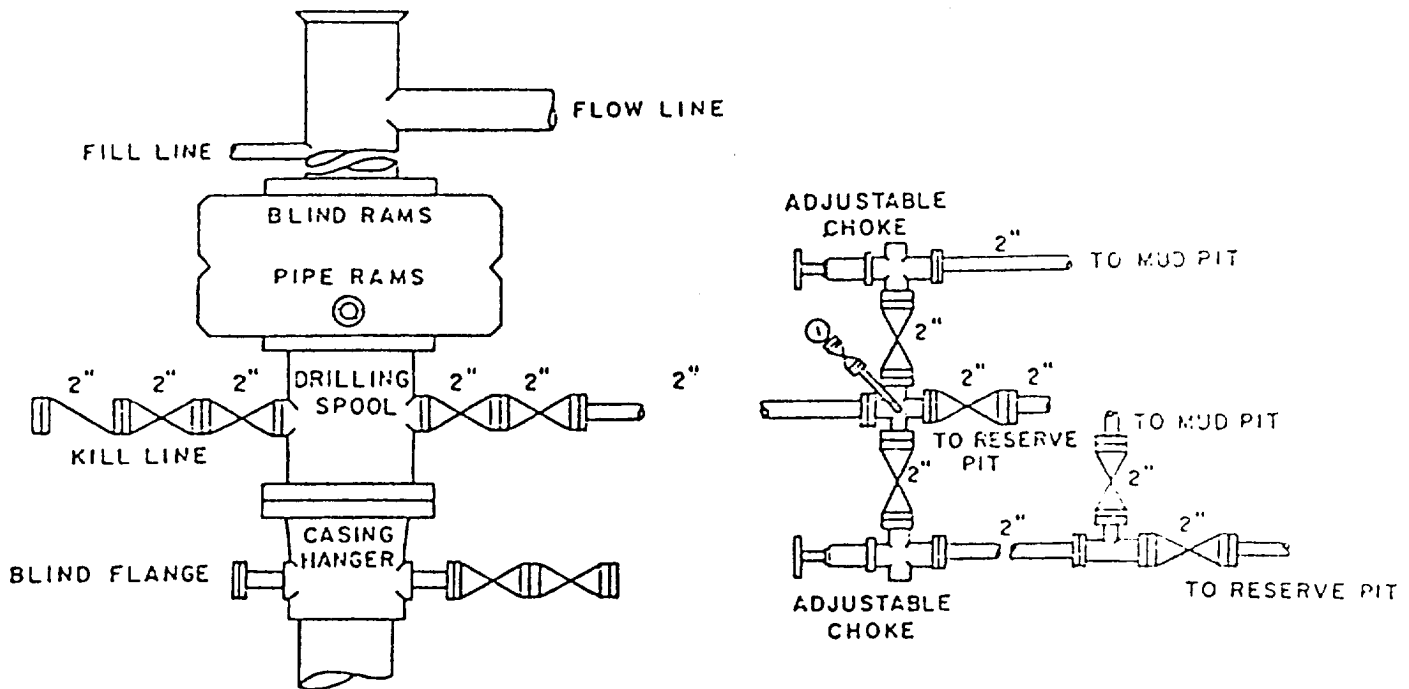 FLOW LINE
FILL LINE
BLIND RAMS
PIPE RAMS
2" 2" 2"
DRILLING
SPOOL
2" 2" 2"
KILL LINE
CASING
HANGER
BLIND FLANGE
ADJUSTABLE
CHOKE
2"
TO MUD PIT
2"
2" 2"
TO RESERVE
PIT
TO MUD PIT
2"
2"
2"
2"
TO RESERVE PIT
ADJUSTABLE
CHOKE